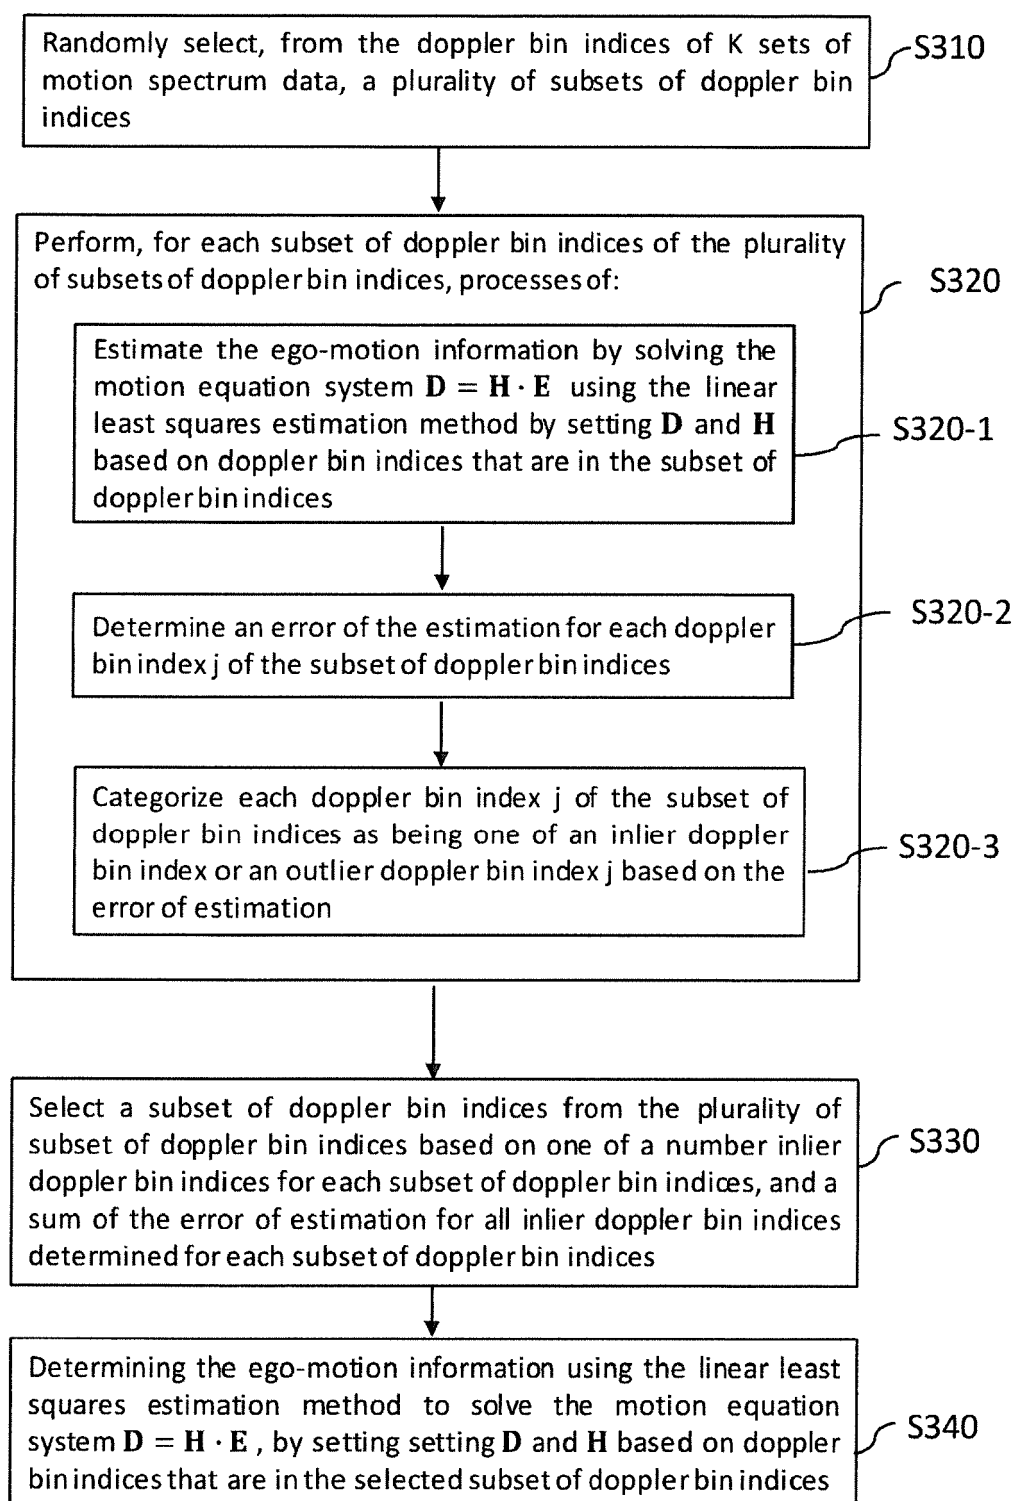 Randomly select, from the doppler bin indices of K sets of
motion spectrum data, a plurality of subsets of doppler bin
indices
S310
Perform, for each subset of doppler bin indices of the plurality
of subsets of doppler bin indices, processes of:
S320
Estimate the ego-motion information by solving the
motion equation system D = H · E using the linear
least squares estimation method by setting D and H
based on doppler bin indices that are in the subset of
doppler bin indices
S320-1
Determine an error of the estimation for each doppler
bin index j of the subset of doppler bin indices
S320-2
Categorize each doppler bin index j of the subset of
doppler bin indices as being one of an inlier doppler
bin index or an outlier doppler bin index j based on the
error of estimation
S320-3
Select a subset of doppler bin indices from the plurality of
subset of doppler bin indices based on one of a number inlier
doppler bin indices for each subset of doppler bin indices, and a
sum of the error of estimation for all inlier doppler bin indices
determined for each subset of doppler bin indices
S330
Determining the ego-motion information using the linear least
squares estimation method to solve the motion equation
system D = H · E , by setting setting D and H based on doppler
bin indices that are in the selected subset of doppler bin indices
S340